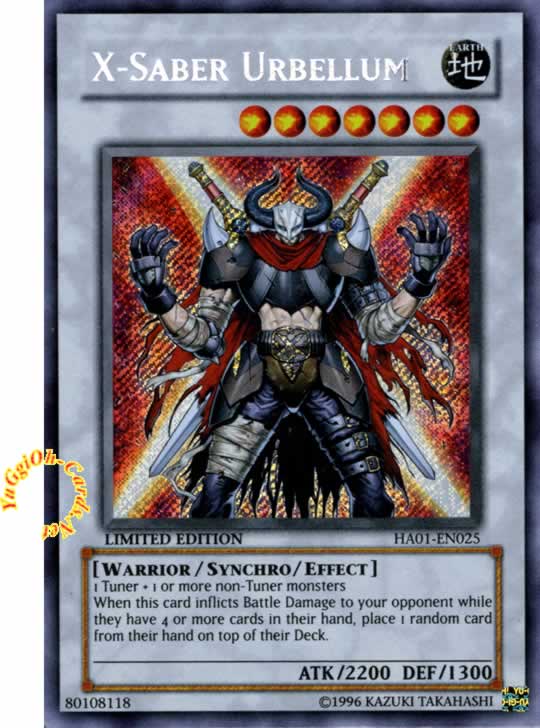 X-Saber Urbellum
EARTH
地
YuGgiOh-Cards.Net
LIMITED EDITION
HA01-EN025
[Warrior / Synchro / Effect]
1 Tuner + 1 or more non-Tuner monsters
When this card inflicts Battle Damage to your opponent while
they have 4 or more cards in their hand, place 1 random card
from their hand on top of their Deck.
ATK/2200 DEF/1300
80108118
©1996 KAZUKI TAKAHASHI